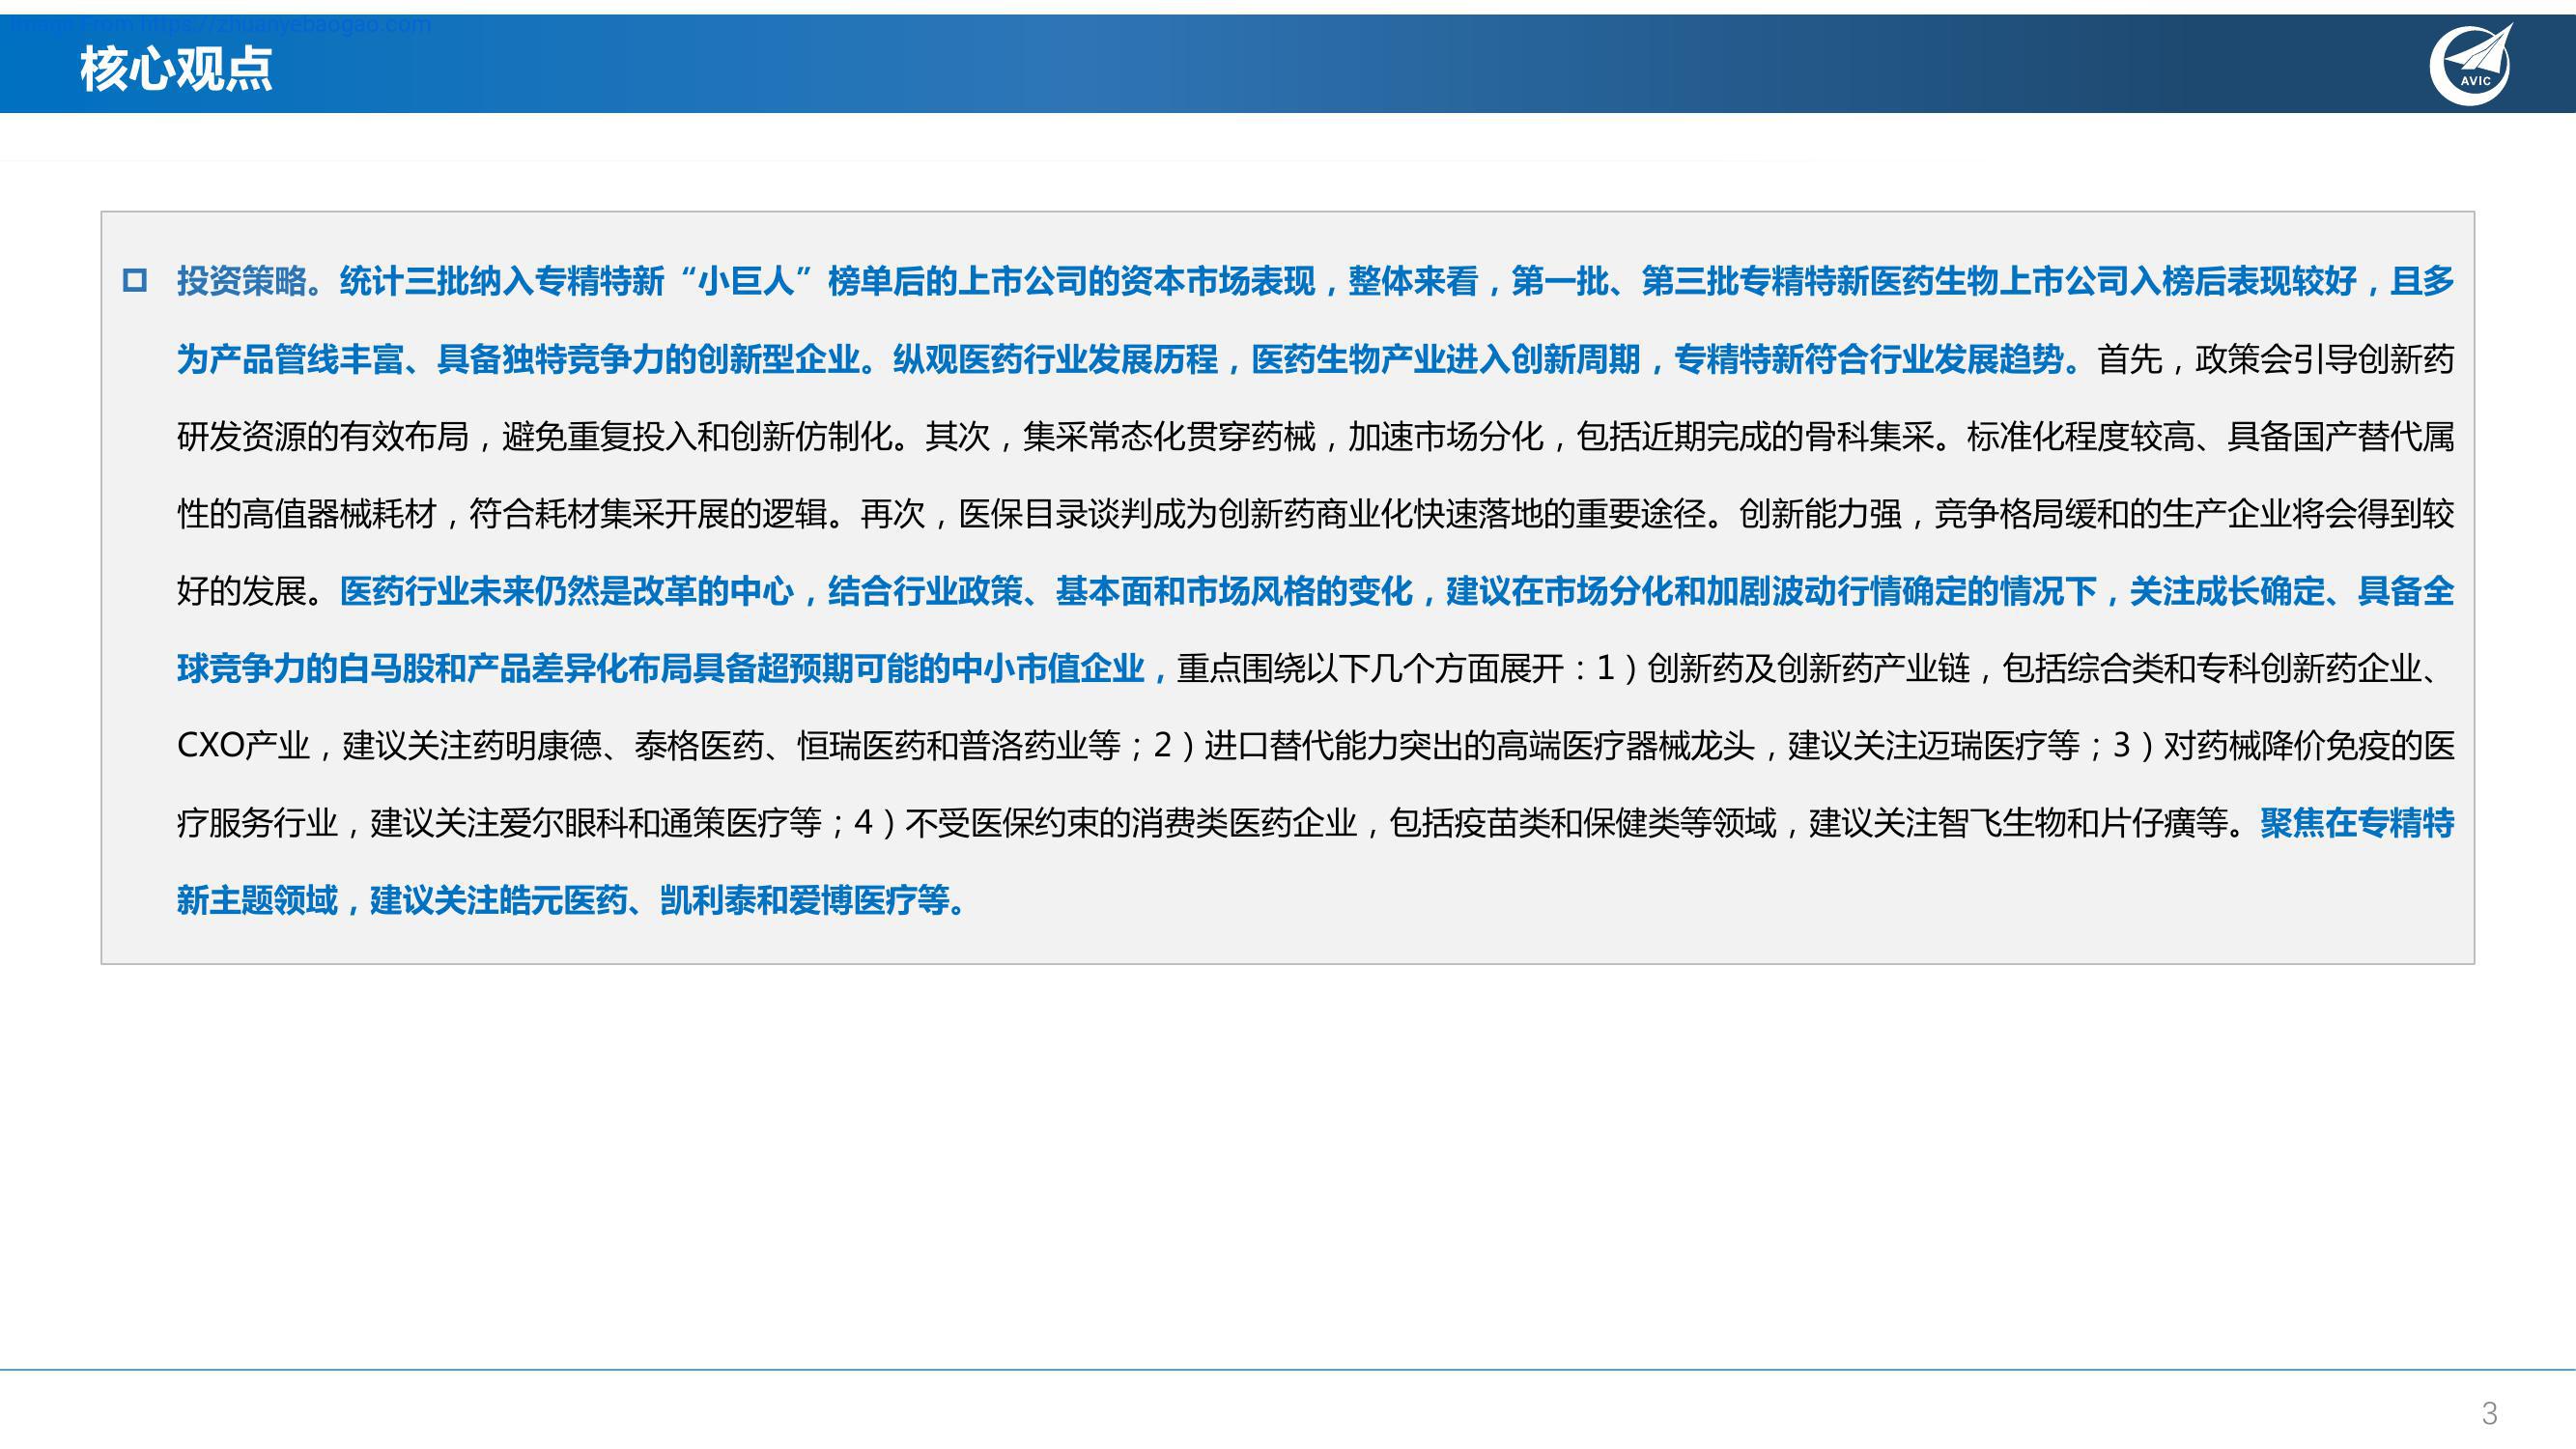 Image From https://zhuanyebaogao.com
核心观点
AVIC
投资策略。统计三批纳入专精特新“小巨人”榜单后的上市公司的资本市场表现，整体来看，第一批、第三批专精特新医药生物上市公司入榜后表现较好，且多
为产品管线丰富、具备独特竞争力的创新型企业。纵观医药行业发展历程，医药生物产业进入创新周期，专精特新符合行业发展趋势。首先，政策会引导创新药
研发资源的有效布局，避免重复投入和创新仿制化。其次，集采常态化贯穿药械，加速市场分化，包括近期完成的骨科集采。标准化程度较高、具备国产替代属
性的高值器械耗材，符合耗材集采开展的逻辑。再次，医保目录谈判成为创新药商业化快速落地的重要途径。创新能力强，竞争格局缓和的生产企业将会得到较
好的发展。医药行业未来仍然是改革的中心，结合行业政策、基本面和市场风格的变化，建议在市场分化和加剧波动行情确定的情况下，关注成长确定、具备全
球竞争力的白马股和产品差异化布局具备超预期可能的中小市值企业，重点围绕以下几个方面展开：1）创新药及创新药产业链，包括综合类和专科创新药企业、
CXO产业，建议关注药明康德、泰格医药、恒瑞医药和普洛药业等；2）进口替代能力突出的高端医疗器械龙头，建议关注迈瑞医疗等；3）对药械降价免疫的医
疗服务行业，建议关注爱尔眼科和通策医疗等；4）不受医保约束的消费类医药企业，包括疫苗类和保健类等领域，建议关注智飞生物和片仔癀等。聚焦在专精特
新主题领域，建议关注皓元医药、凯利泰和爱博医疗等。
3